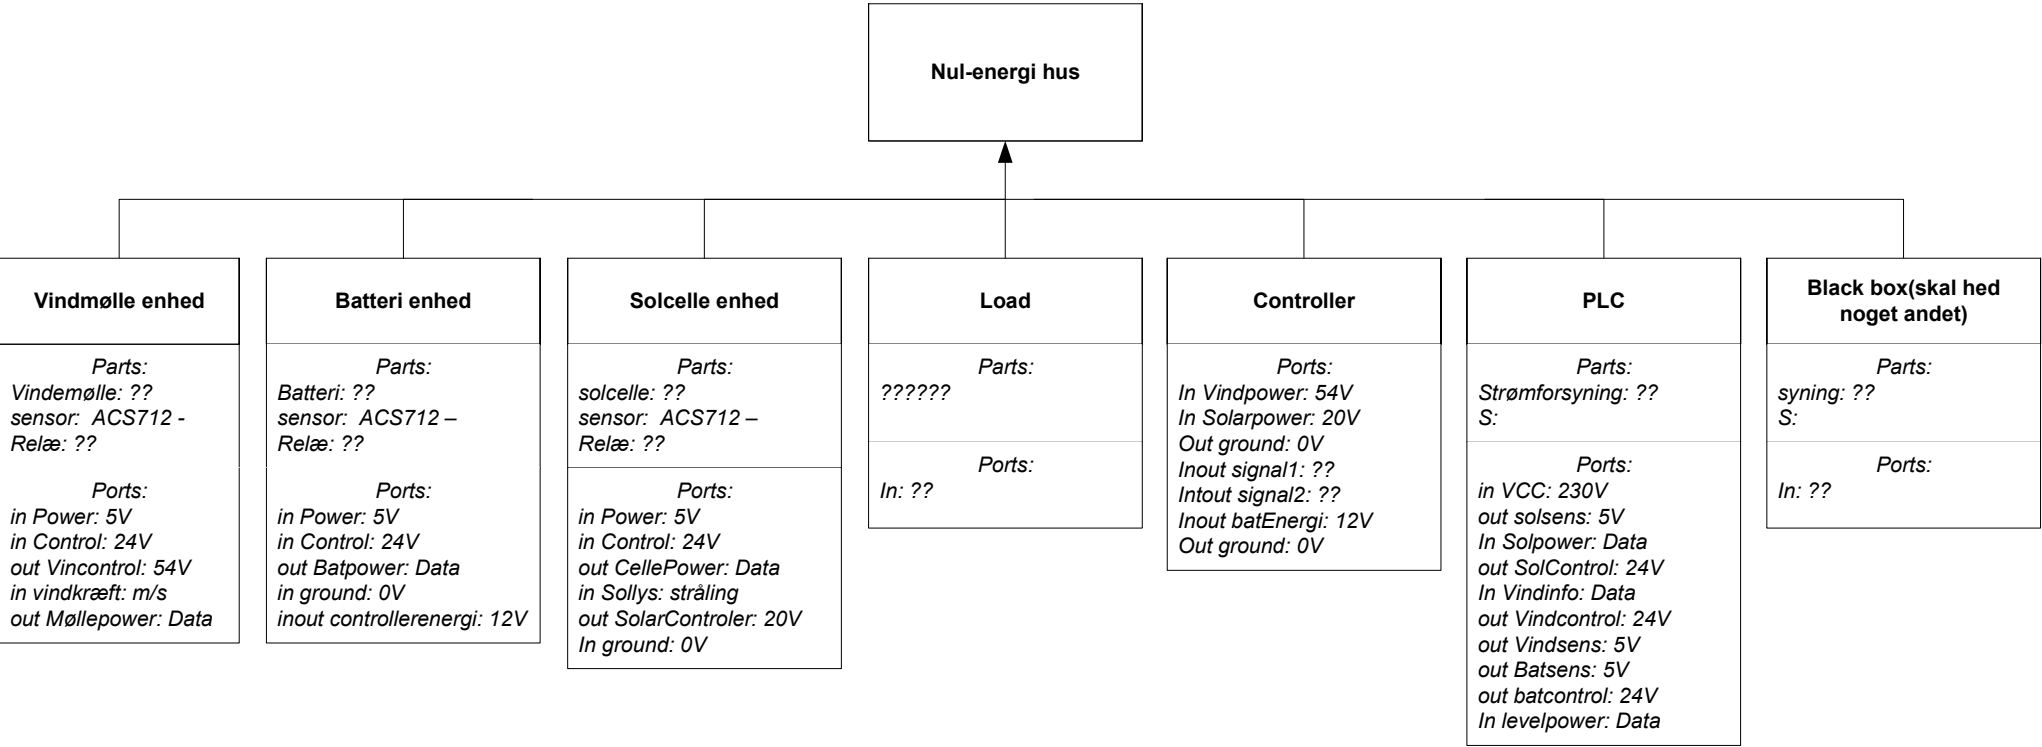 Nul-energi hus
Vindmølle enhed
Parts:
Vindemølle: ??
sensor:  ACS712 -
Relæ: ??
Ports:
in Power: 5V
in Control: 24V
out Vincontrol: 54V
in vindkræft: m/s
out Møllepower: Data
Batteri enhed
Parts:
Batteri: ??
sensor:  ACS712 –
Relæ: ??
Ports:
in Power: 5V
in Control: 24V
out Batpower: Data
in ground: 0V
inout controllerenergi: 12V
Solcelle enhed
Parts:
solcelle: ??
sensor:  ACS712 –
Relæ: ??
Ports:
in Power: 5V
in Control: 24V
out CellePower: Data
in Sollys: stråling
out SolarControler: 20V
In ground: 0V
Load
Parts:
??????
Ports:
In: ??
Controller
Ports:
In Vindpower: 54V
In Solarpower: 20V
Out ground: 0V
Inout signal1: ??
Intout signal2: ??
Inout batEnergi: 12V
Out ground: 0V
PLC
Parts:
Strømforsyning: ??
S:
Ports:
in VCC: 230V
out solsens: 5V
In Solpower: Data
out SolControl: 24V
In Vindinfo: Data
out Vindcontrol: 24V
out Vindsens: 5V
out Batsens: 5V
out batcontrol: 24V
In levelpower: Data
Black box(skal hed
noget andet)
Parts:
syning: ??
S:
Ports:
In: ??